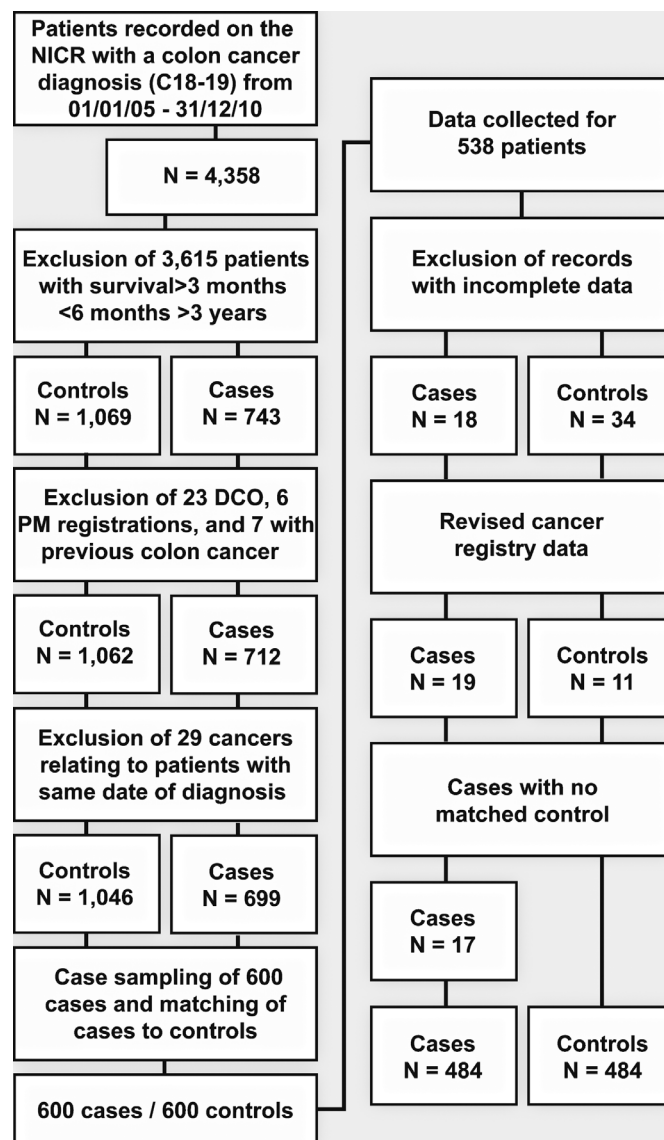 Patients recorded on the
NICR with a colon cancer
diagnosis (C18-19) from
01/01/05 - 31/12/10
N = 4,358
Exclusion of 3,615 patients
with survival>3 months
<6 months >3 years
Controls
N = 1,069
Cases
N = 743
Exclusion of 23 DCO, 6
PM registrations, and 7 with
previous colon cancer
Controls
N = 1,062
Cases
N = 712
Exclusion of 29 cancers
relating to patients with
same date of diagnosis
Controls
N = 1,046
Cases
N = 699
Case sampling of 600
cases and matching of
cases to controls
600 cases / 600 controls
Data collected for
538 patients
Exclusion of records
with incomplete data
Cases
N = 18
Controls
N = 34
Revised cancer
registry data
Cases
N = 19
Controls
N = 11
Cases with no
matched control
Cases
N = 17
Cases
N = 484
Controls
N = 484